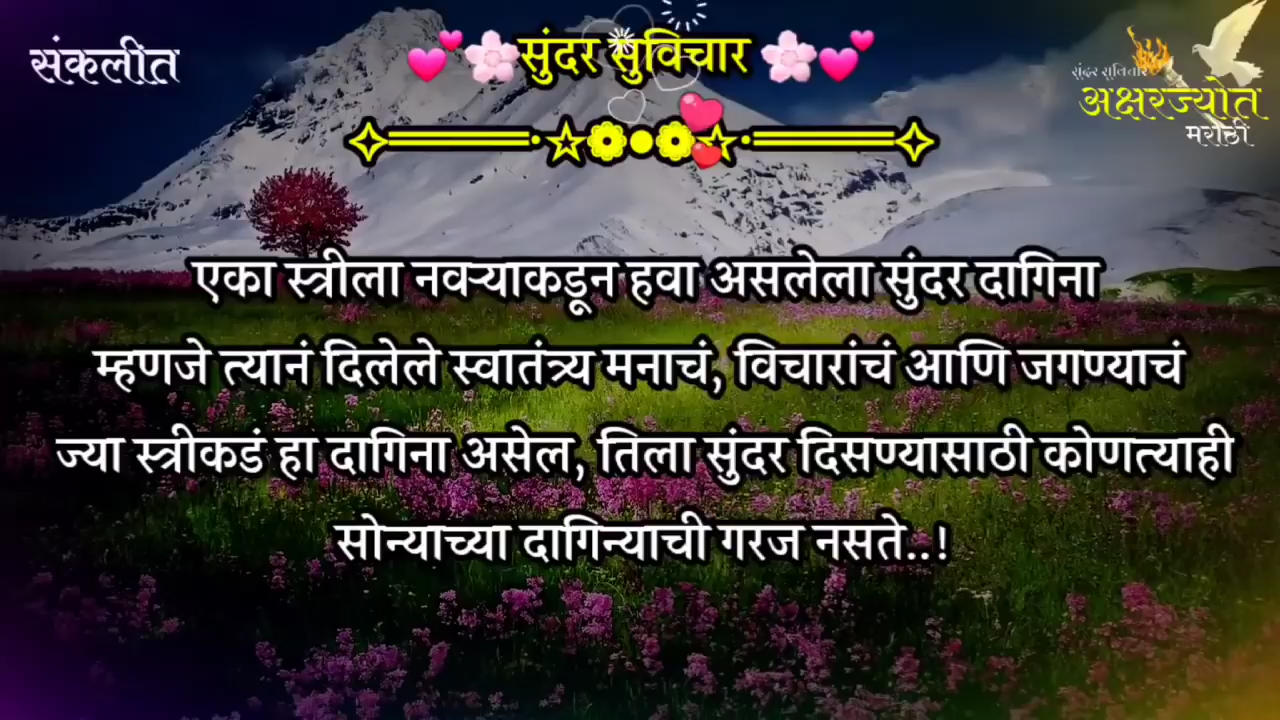 संकलीत
💕🌸सुंदर सुविचार 🌸💕
✧═════•☆❁●❁☆•═════✧
सुंदर सुविचार
अक्षरज्योत
मराठी
एका स्त्रीला नवऱ्याकडून हवा असलेला सुंदर दागिना
म्हणजे त्यानं दिलेले स्वातंत्र्य मनाचं, विचारांचं आणि जगण्याचं
ज्या स्त्रीकडं हा दागिना असेल, तिला सुंदर दिसण्यासाठी कोणत्याही
सोन्याच्या दागिन्याची गरज नसते..!